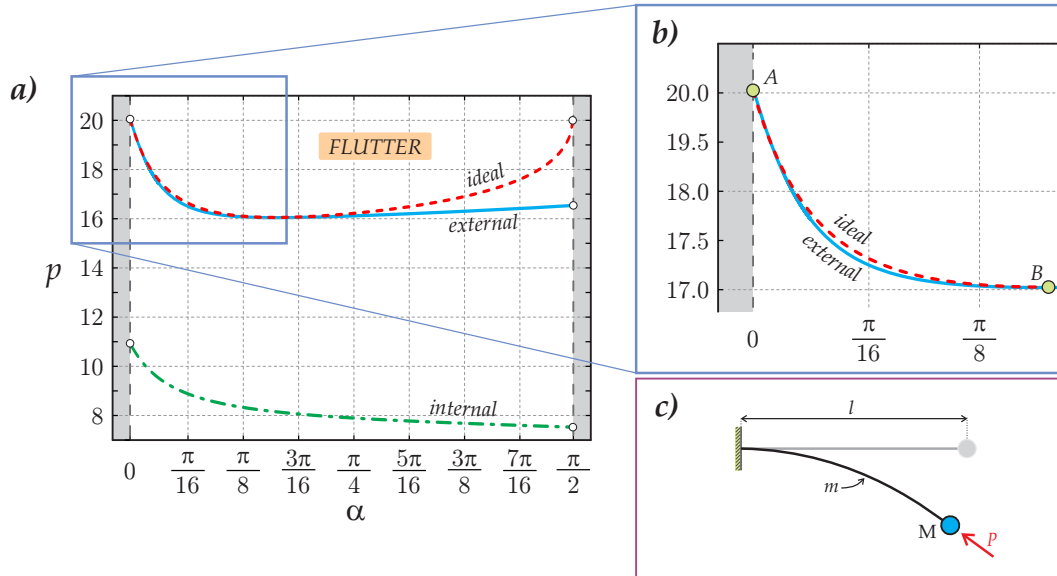 a)
20
18
16
14
12
10
8
p
FLUTTER
ideal
external
internal
0
π/16
π/8
3π/16
π/4
5π/16
3π/8
7π/16
π/2
α
b)
20.0
19.5
18.0
17.5
17.0
A
ideal
external
B
0
π/16
π/8
c)
l
m
M
p